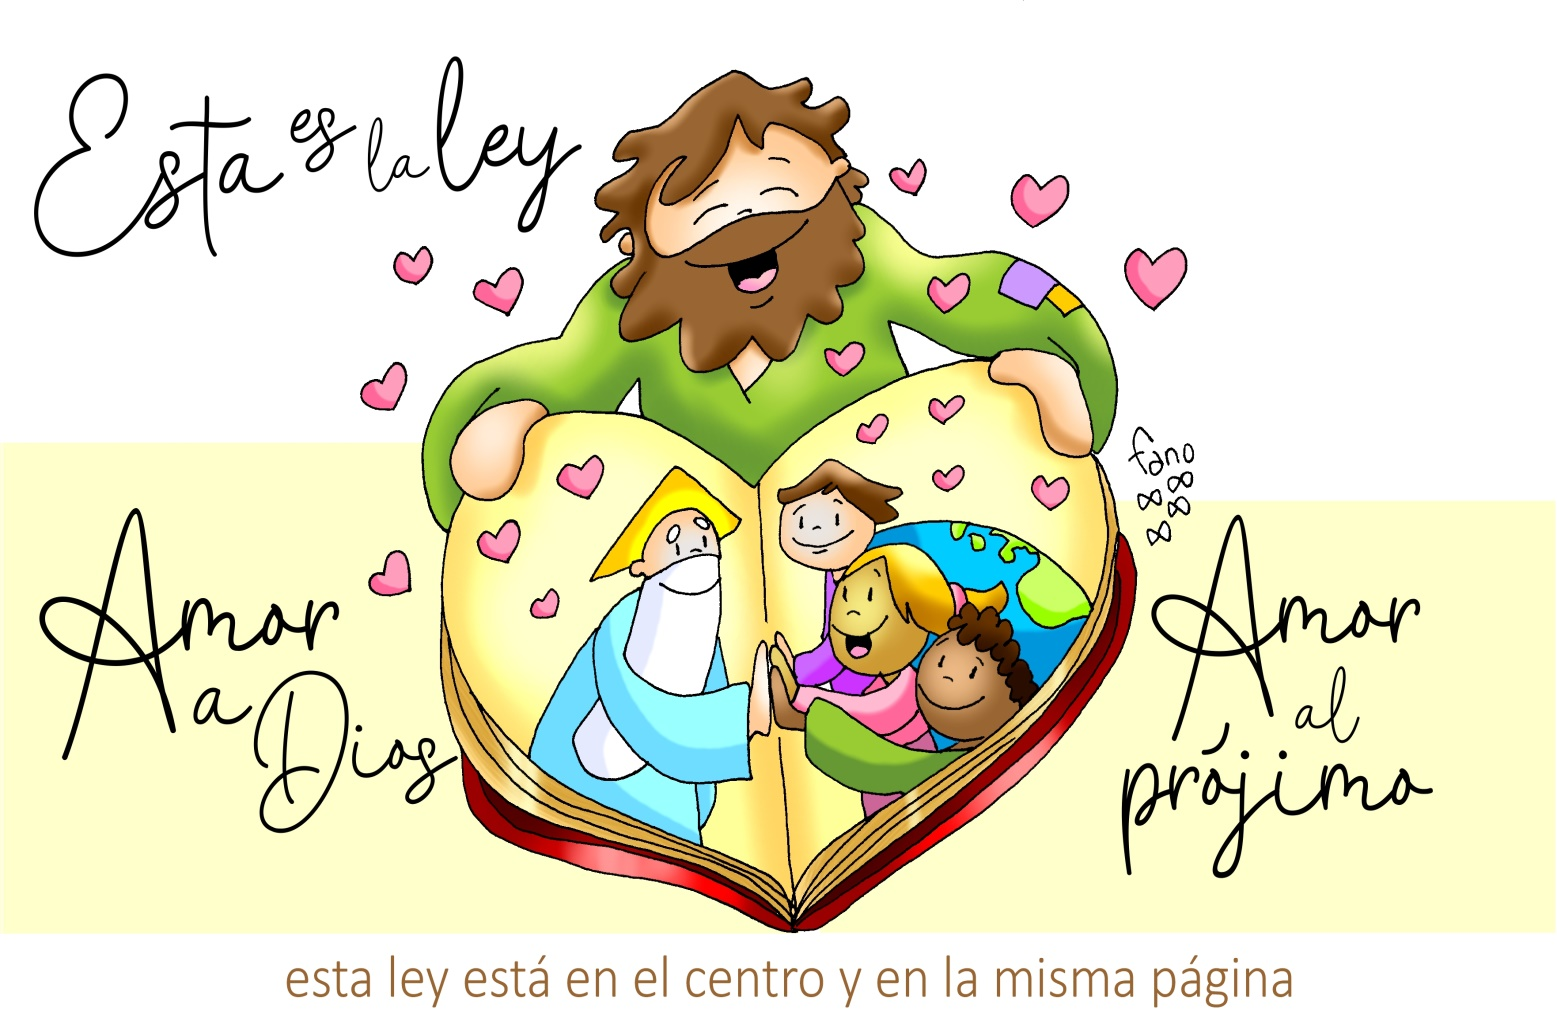 Esta es la ley
Amor
a
Dios
fano
Amor
al
prójimo
esta ley está en el centro y en la misma página